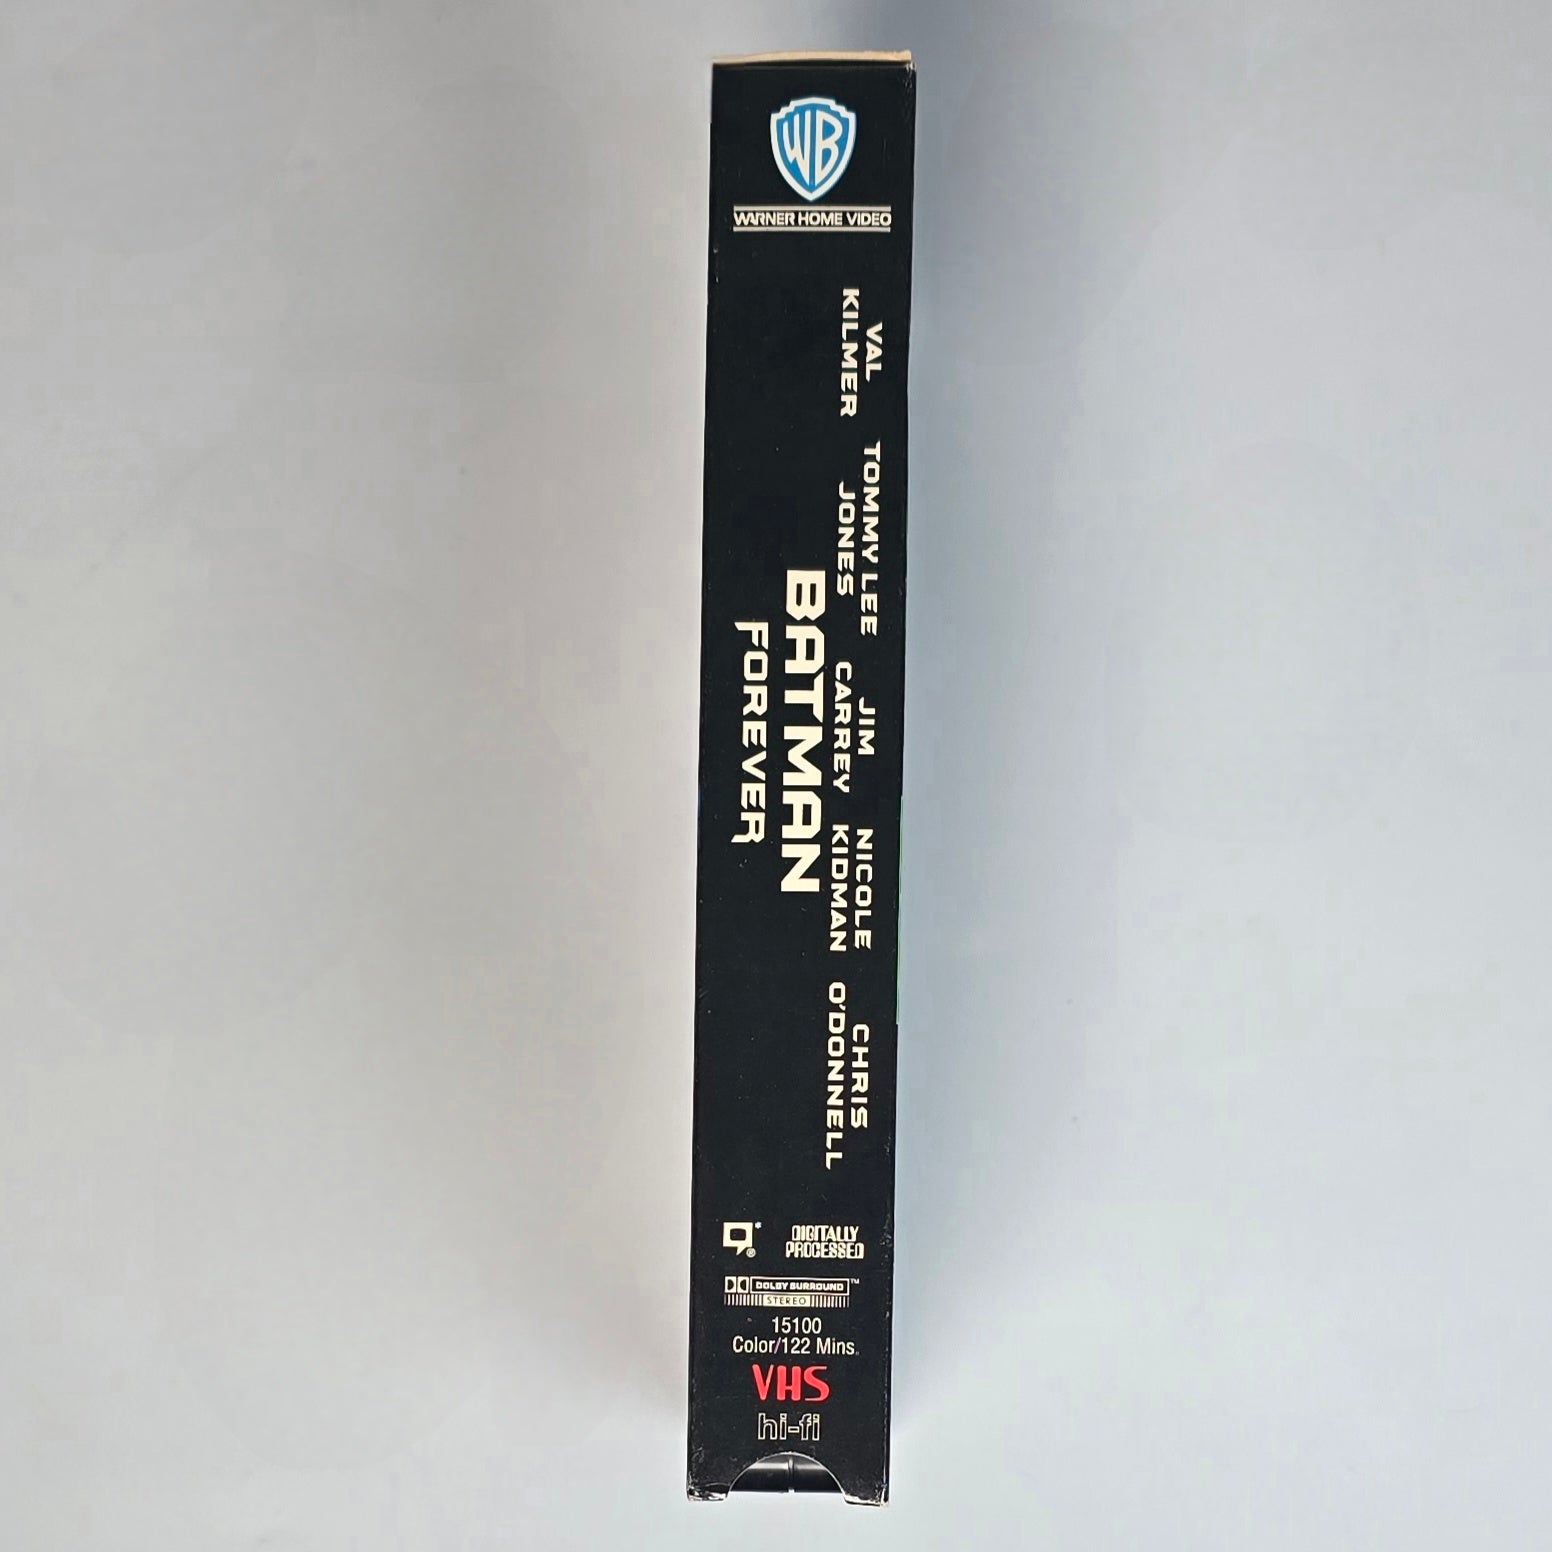 WB
WARNER HOME VIDEO
VAL
KILMER
TOMMY LEE
JONES
JIM
CARREY
NICOLE
KIDMAN
CHRIS
O'DONNELL
BATMAN
FOREVER
*
®
DIGITALLY
PROCESSED
DOLBY SURROUND ™
STEREO
15100
Color/122 Mins.
VHS
hi-fi